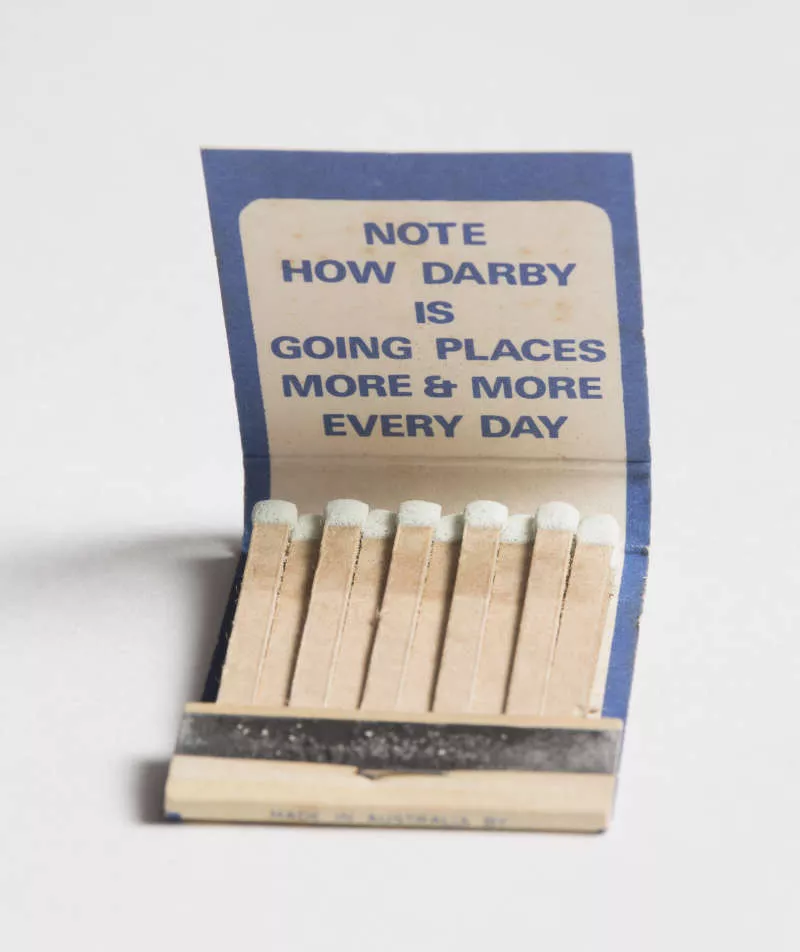 NOTE
HOW DARBY
IS
GOING PLACES
MORE & MORE
EVERY DAY
MADE IN AUSTRALIA BY